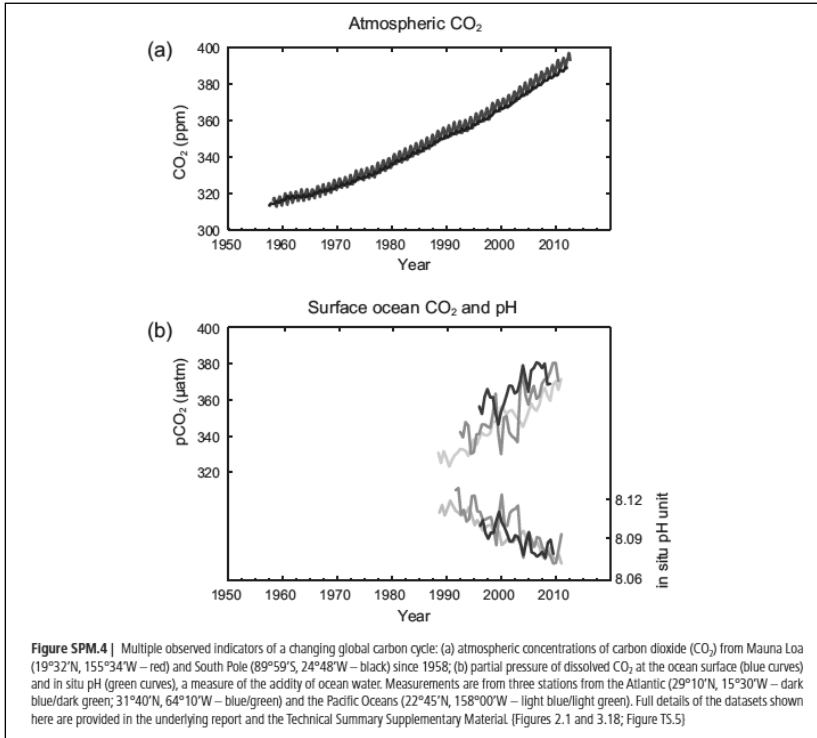 Atmospheric CO₂
(a)
CO₂ (ppm)
400
380
360
340
320
300
1950 1960 1970 1980 1990 2000 2010
Year
Surface ocean CO₂ and pH
(b)
pCO₂ (µatm)
400
380
360
340
320
8.12
8.09
8.06
in situ pH unit
1950 1960 1970 1980 1990 2000 2010
Year
Figure SPM.4 | Multiple observed indicators of a changing global carbon cycle: (a) atmospheric concentrations of carbon dioxide (CO₂) from Mauna Loa
(19°32’N, 155°34’W – red) and South Pole (89°59’S, 24°48’W – black) since 1958; (b) partial pressure of dissolved CO₂ at the ocean surface (blue curves)
and in situ pH (green curves), a measure of the acidity of ocean water. Measurements are from three stations from the Atlantic (29°10’N, 15°30’W – dark
blue/dark green; 31°40’N, 64°10’W – blue/green) and the Pacific Oceans (22°45’N, 158°00’W – light blue/light green). Full details of the datasets shown
here are provided in the underlying report and the Technical Summary Supplementary Material. {Figures 2.1 and 3.18; Figure TS.5}